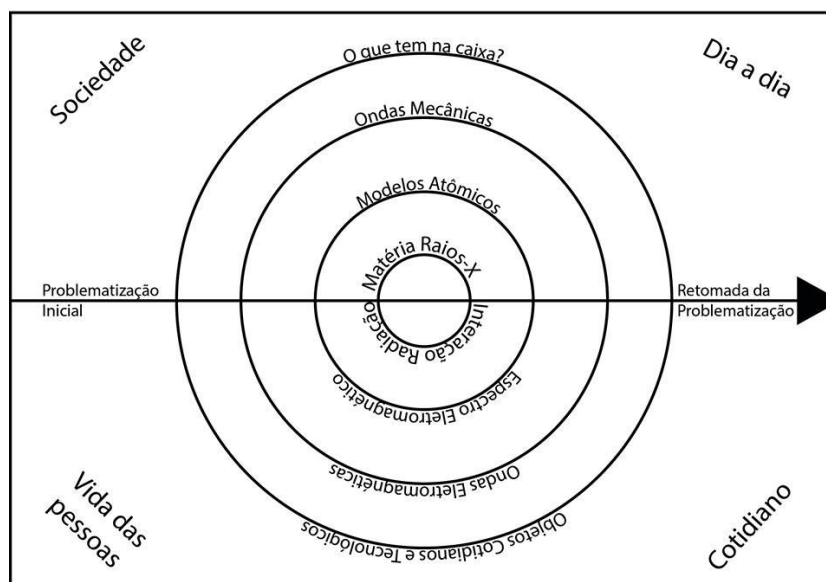 Sociedade
Dia a dia
O que tem na caixa?
Ondas Mecânicas
Modelos Atômicos
Matéria Raios-X
Problematização
Inicial
Retomada da
Problematização
Interação Radiação
Espectro Eletromagnético
Ondas Eletromagnéticas
Objetos Cotidianos e Tecnológicos
Vida das
pessoas
Cotidiano